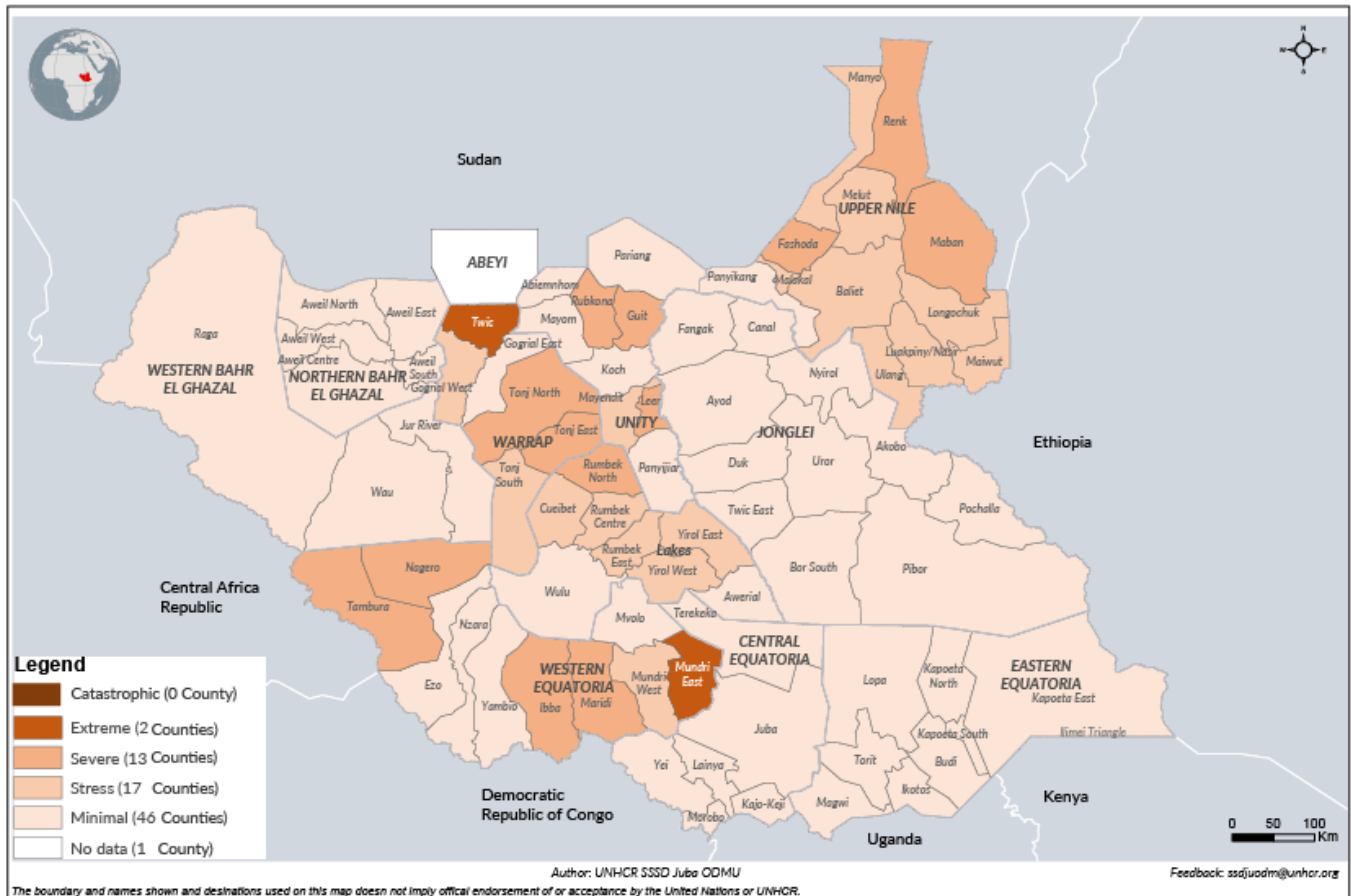 N
W
E
S
Manyo
Renk
Sudan
Melut
UPPER NILE
Fashoda
Maban
ABEYI
Pariang
Abiemnhom
Panyikang
Malakal
Baliet
Longochuk
Aweil North
Aweil East
Rubkona
Guit
Twic
Mayom
Fangak
Canal
Raga
Aweil West
Gogrial East
Luakpiny/Nasir
Maiwut
Aweil Centre
Aweil
South
Koch
Nyirol
Ulang
WESTERN BAHR
EL GHAZAL
NORTHERN BAHR
EL GHAZAL
Gogrial West
Tonj North
Mayendit
Leer
Ayod
UNITY
Jur River
Tonj East
WARRAP
JONGLEI
Ethiopia
Akobo
Uror
Duk
Rumbek
North
Panyijiar
Tonj
South
Wau
Cueibet
Rumbek
Centre
Twic East
Pochalla
Yirol East
Lakes
Rumbek
East
Yirol West
Nagero
Bor South
Pibor
Central Africa
Republic
Tambura
Wulu
Awerial
Mvolo
Terekeka
Nzara
CENTRAL
EQUATORIA
WESTERN
EQUATORIA
Mundri
East
Mundri
West
Kapoeta
North
EASTERN
EQUATORIA
Kapoeta East
Lopa
Ezo
Yambio
Ibba
Maridi
Juba
Kapoeta South
Ilimei Triangle
Yei
Lainya
Torit
Budi
Ikotos
Magwi
Kajo-Keji
Morobo
Democratic
Republic of Congo
Kenya
Uganda
Legend
Catastrophic (0 County)
Extreme (2 Counties)
Severe (13 Counties)
Stress (17 Counties)
Minimal (46 Counties)
No data (1 County)
0 50 100
Km
Author: UNHCR SSSD Juba ODMU
Feedback: ssdjuodm@unhcr.org
The boundary and names shown and desinations used on this map doesn not imply offical endorsement of or acceptance by the United Nations or UNHCR.